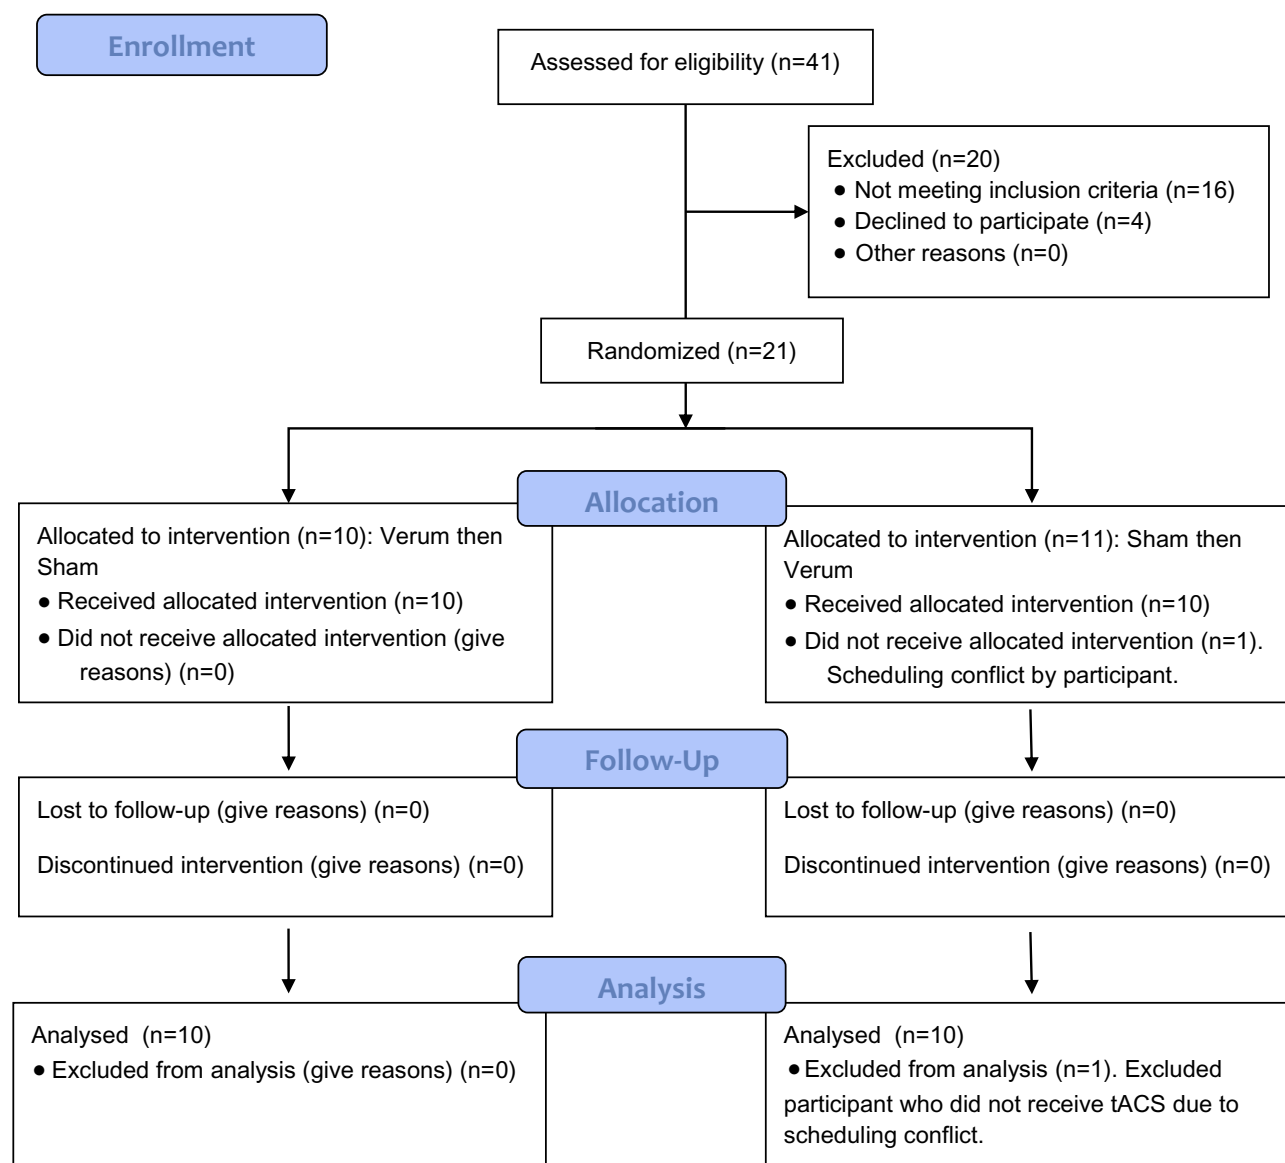 Enrollment
Assessed for eligibility (n=41)
Excluded (n=20)
● Not meeting inclusion criteria (n=16)
● Declined to participate (n=4)
● Other reasons (n=0)
Randomized (n=21)
Allocation
Allocated to intervention (n=10): Verum then
Sham
● Received allocated intervention (n=10)
● Did not receive allocated intervention (give
reasons) (n=0)
Allocated to intervention (n=11): Sham then
Verum
● Received allocated intervention (n=10)
● Did not receive allocated intervention (n=1).
Scheduling conflict by participant.
Follow-Up
Lost to follow-up (give reasons) (n=0)
Discontinued intervention (give reasons) (n=0)
Lost to follow-up (give reasons) (n=0)
Discontinued intervention (give reasons) (n=0)
Analysis
Analysed (n=10)
● Excluded from analysis (give reasons) (n=0)
Analysed (n=10)
● Excluded from analysis (n=1). Excluded
participant who did not receive tACS due to
scheduling conflict.